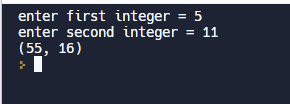 enter first integer = 5
enter second integer = 11
(55, 16)
>